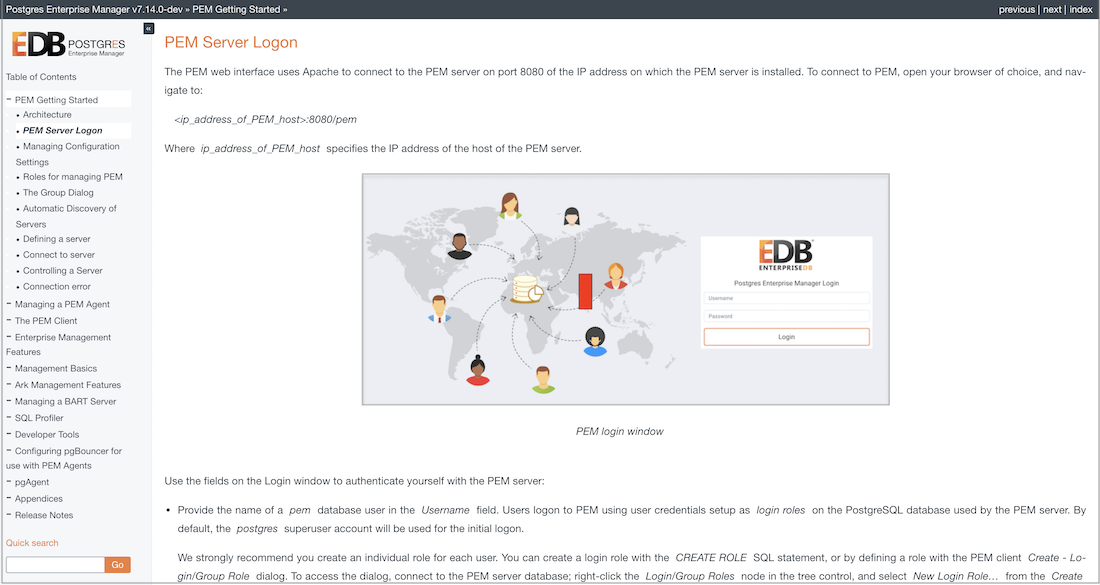 Postgres Enterprise Manager v7.14.0-dev » PEM Getting Started »
previous | next | index
«
EDB POSTGRES
Enterprise Manager
Table of Contents
PEM Getting Started
Architecture
PEM Server Logon
Managing Configuration
Settings
Roles for managing PEM
The Group Dialog
Automatic Discovery of
Servers
Defining a server
Connect to server
Controlling a Server
Connection error
Managing a PEM Agent
The PEM Client
Enterprise Management
Features
Management Basics
Ark Management Features
Managing a BART Server
SQL Profiler
Developer Tools
Configuring pgBouncer for
use with PEM Agents
pgAgent
Appendices
Release Notes
Quick search
Go
PEM Server Logon
The PEM web interface uses Apache to connect to the PEM server on port 8080 of the IP address on which the PEM server is installed. To connect to PEM, open your browser of choice, and nav-
igate to:
<ip_address_of_PEM_host>:8080/pem
Where ip_address_of_PEM_host specifies the IP address of the host of the PEM server.
EDB
ENTERPRISEDB
Postgres Enterprise Manager Login
Username
Password
Login
PEM login window
Use the fields on the Login window to authenticate yourself with the PEM server:
• Provide the name of a pem database user in the Username field. Users logon to PEM using user credentials setup as login roles on the PostgreSQL database used by the PEM server. By
default, the postgres superuser account will be used for the initial logon.
We strongly recommend you create an individual role for each user. You can create a login role with the CREATE ROLE SQL statement, or by defining a role with the PEM client Create - Lo-
gin/Group Role dialog. To access the dialog, connect to the PEM server database; right-click the Login/Group Roles node in the tree control, and select New Login Role… from the Create